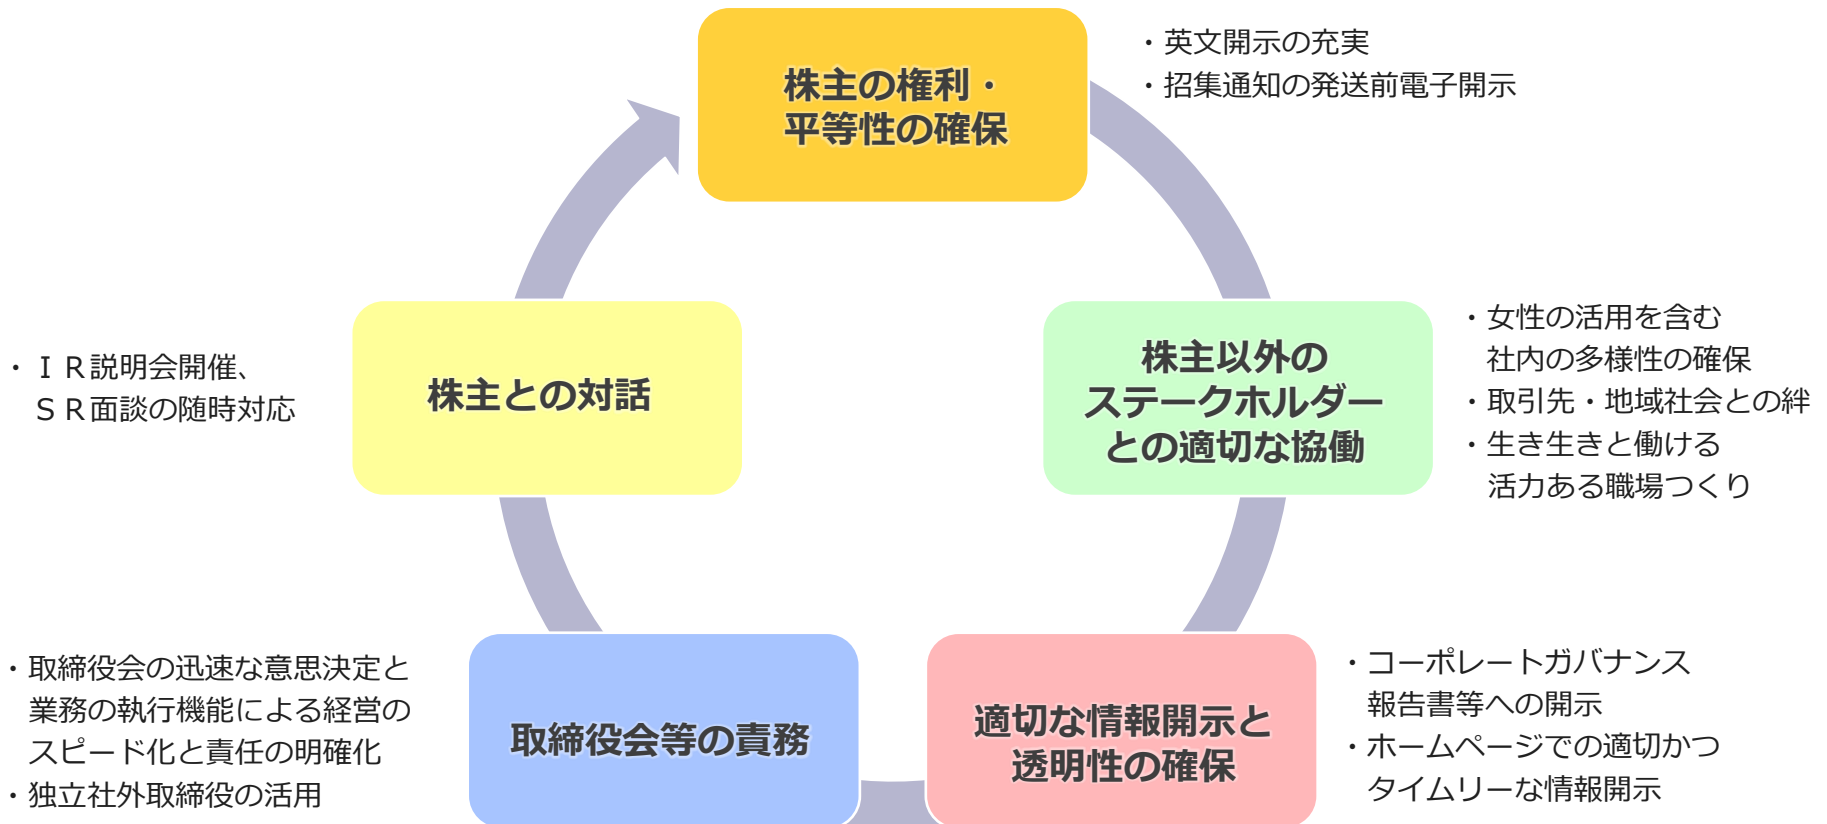 株主の権利・
平等性の確保
・英文開示の充実
・招集通知の発送前電子開示
株主以外の
ステークホルダー
との適切な協働
・女性の活用を含む
社内の多様性の確保
・取引先・地域社会との絆
・生き生きと働ける
活力ある職場つくり
適切な情報開示と
透明性の確保
・コーポレートガバナンス
報告書等への開示
・ホームページでの適切かつ
タイムリーな情報開示
取締役会等の責務
・取締役会の迅速な意思決定と
業務の執行機能による経営の
スピード化と責任の明確化
・独立社外取締役の活用
株主との対話
・ＩＲ説明会開催、
ＳＲ面談の随時対応